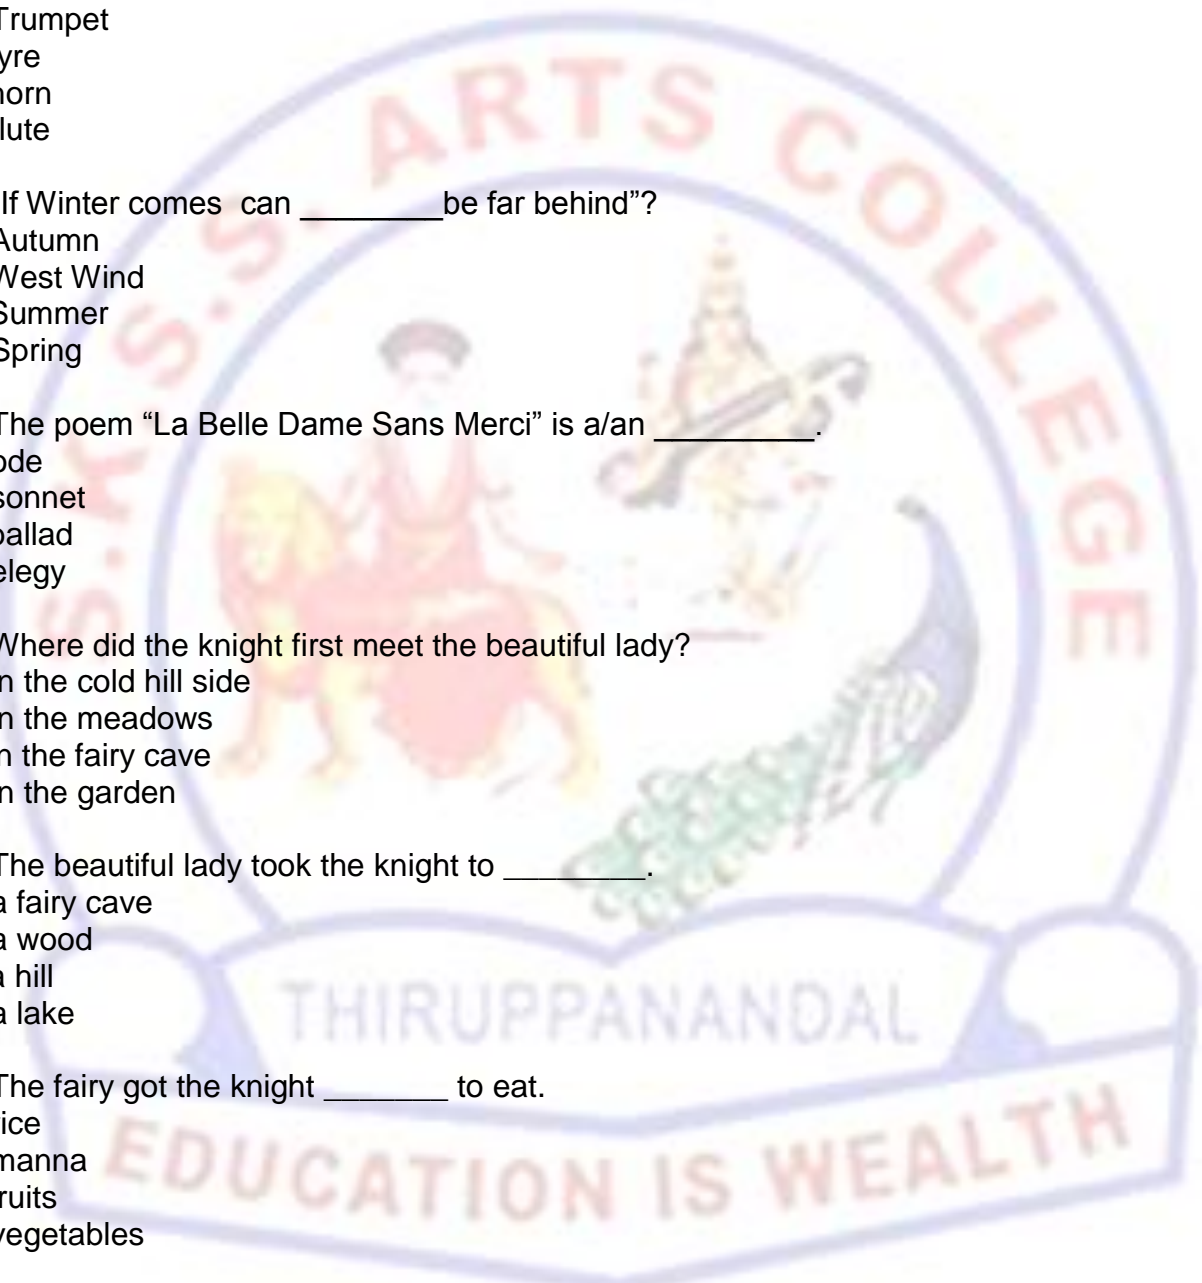 Trumpet
yre
horn
lute
If Winter comes can ________be far behind”?
Autumn
West Wind
Summer
Spring
The poem “La Belle Dame Sans Merci” is a/an _________.
ode
sonnet
ballad
elegy
Where did the knight first meet the beautiful lady?
n the cold hill side
n the meadows
n the fairy cave
n the garden
The beautiful lady took the knight to ________.
a fairy cave
a wood
a hill
a lake
The fairy got the knight _______ to eat.
ice
manna
ruits
vegetables
S.K.S.S. ARTS COLLEGE
THIRUPPANANDAL
EDUCATION IS WEALTH